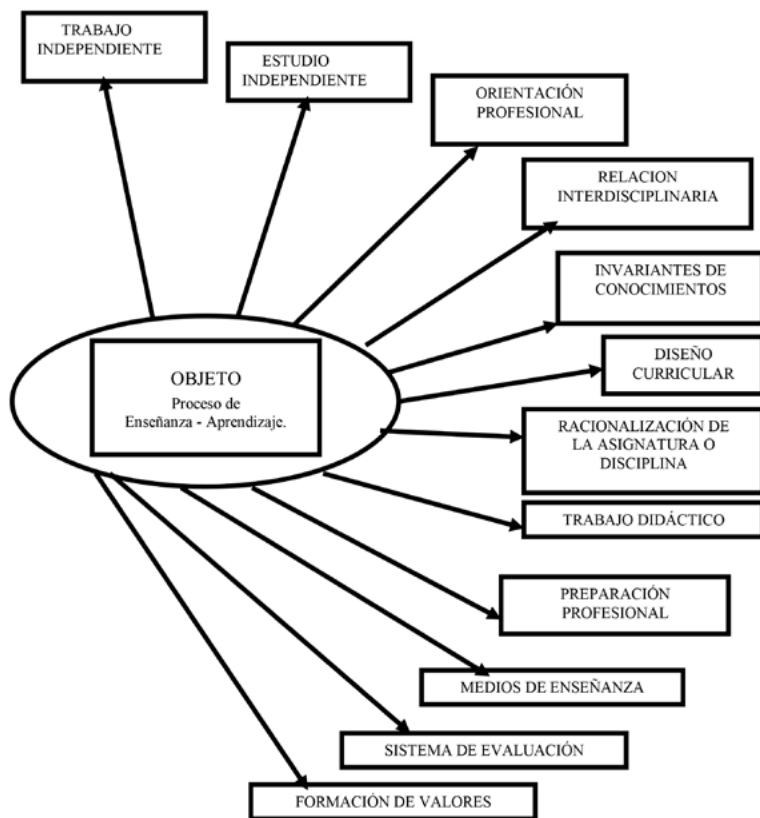 TRABAJO
INDEPENDIENTE
ESTUDIO
INDEPENDIENTE
ORIENTACIÓN
PROFESIONAL
RELACION
INTERDISCIPLINARIA
INVARIANTES DE
CONOCIMIENTOS
DISEÑO
CURRICULAR
OBJETO
Proceso de
Enseñanza - Aprendizaje.
RACIONALIZACIÓN DE
LA ASIGNATURA O
DISCIPLINA
TRABAJO DIDÁCTICO
PREPARACIÓN
PROFESIONAL
MEDIOS DE ENSEÑANZA
SISTEMA DE EVALUACIÓN
FORMACIÓN DE VALORES